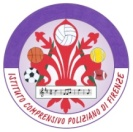 ISTITUTO COMPRENSIVO POLIZIANO DI FIRENZE